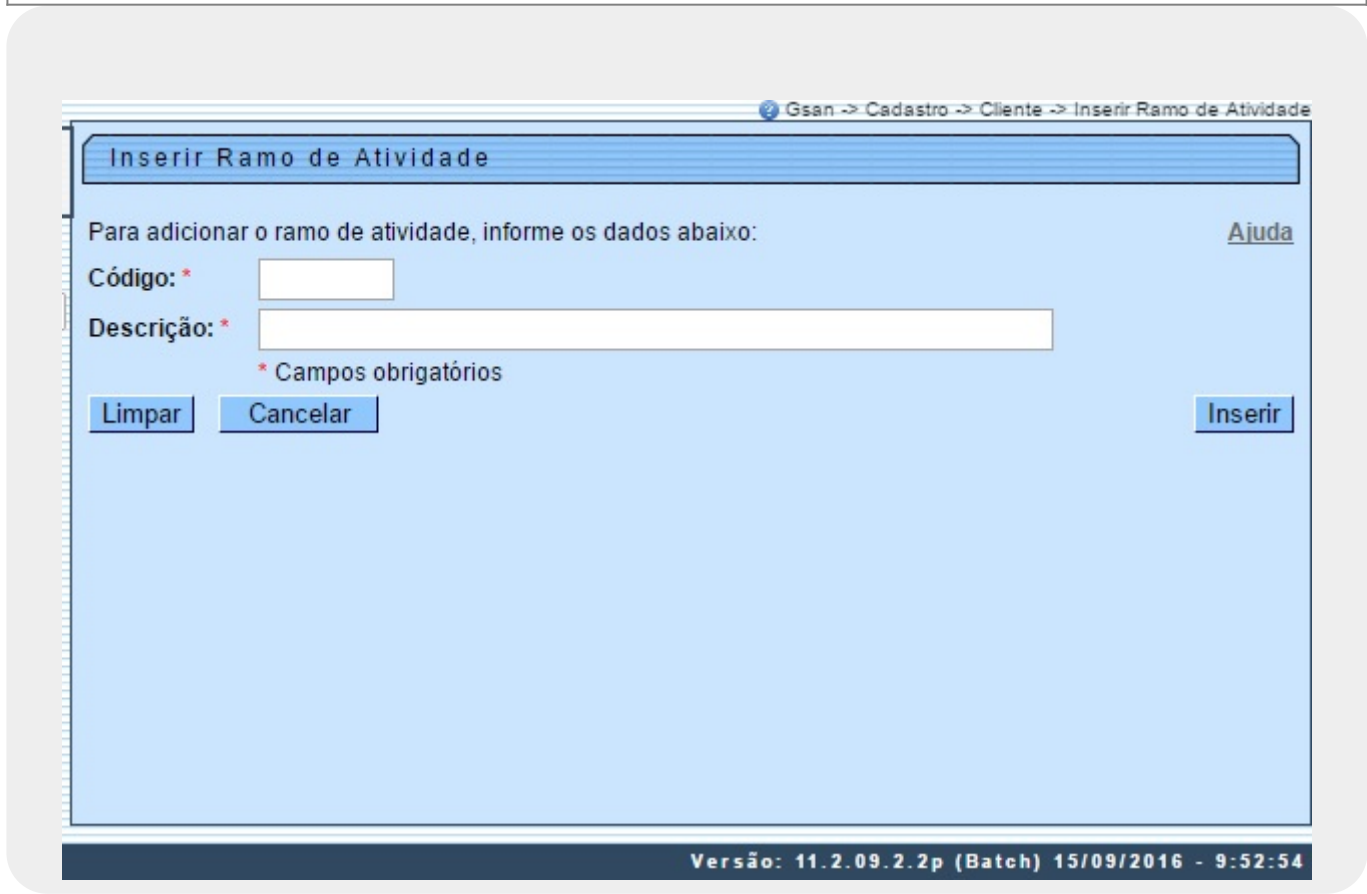 Gsan -> Cadastro -> Cliente -> Inserir Ramo de Atividade
Inserir Ramo de Atividade
Para adicionar o ramo de atividade, informe os dados abaixo: Ajuda
Código: *
Descrição: *
* Campos obrigatórios
Limpar Cancelar Inserir
Versão: 11.2.09.2.2p (Batch) 15/09/2016 - 9:52:54